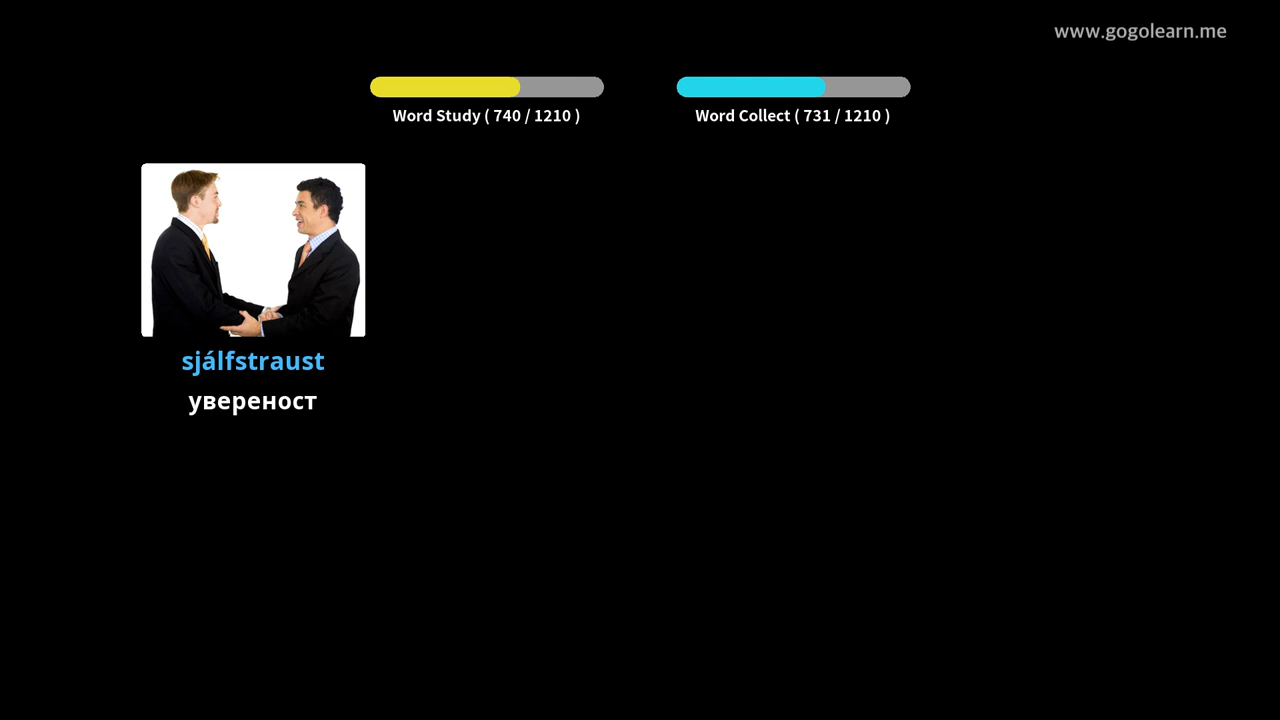 www.gogolearn.me
Word Study ( 740 / 1210 )
Word Collect ( 731 / 1210 )
sjálfstraust
увереност